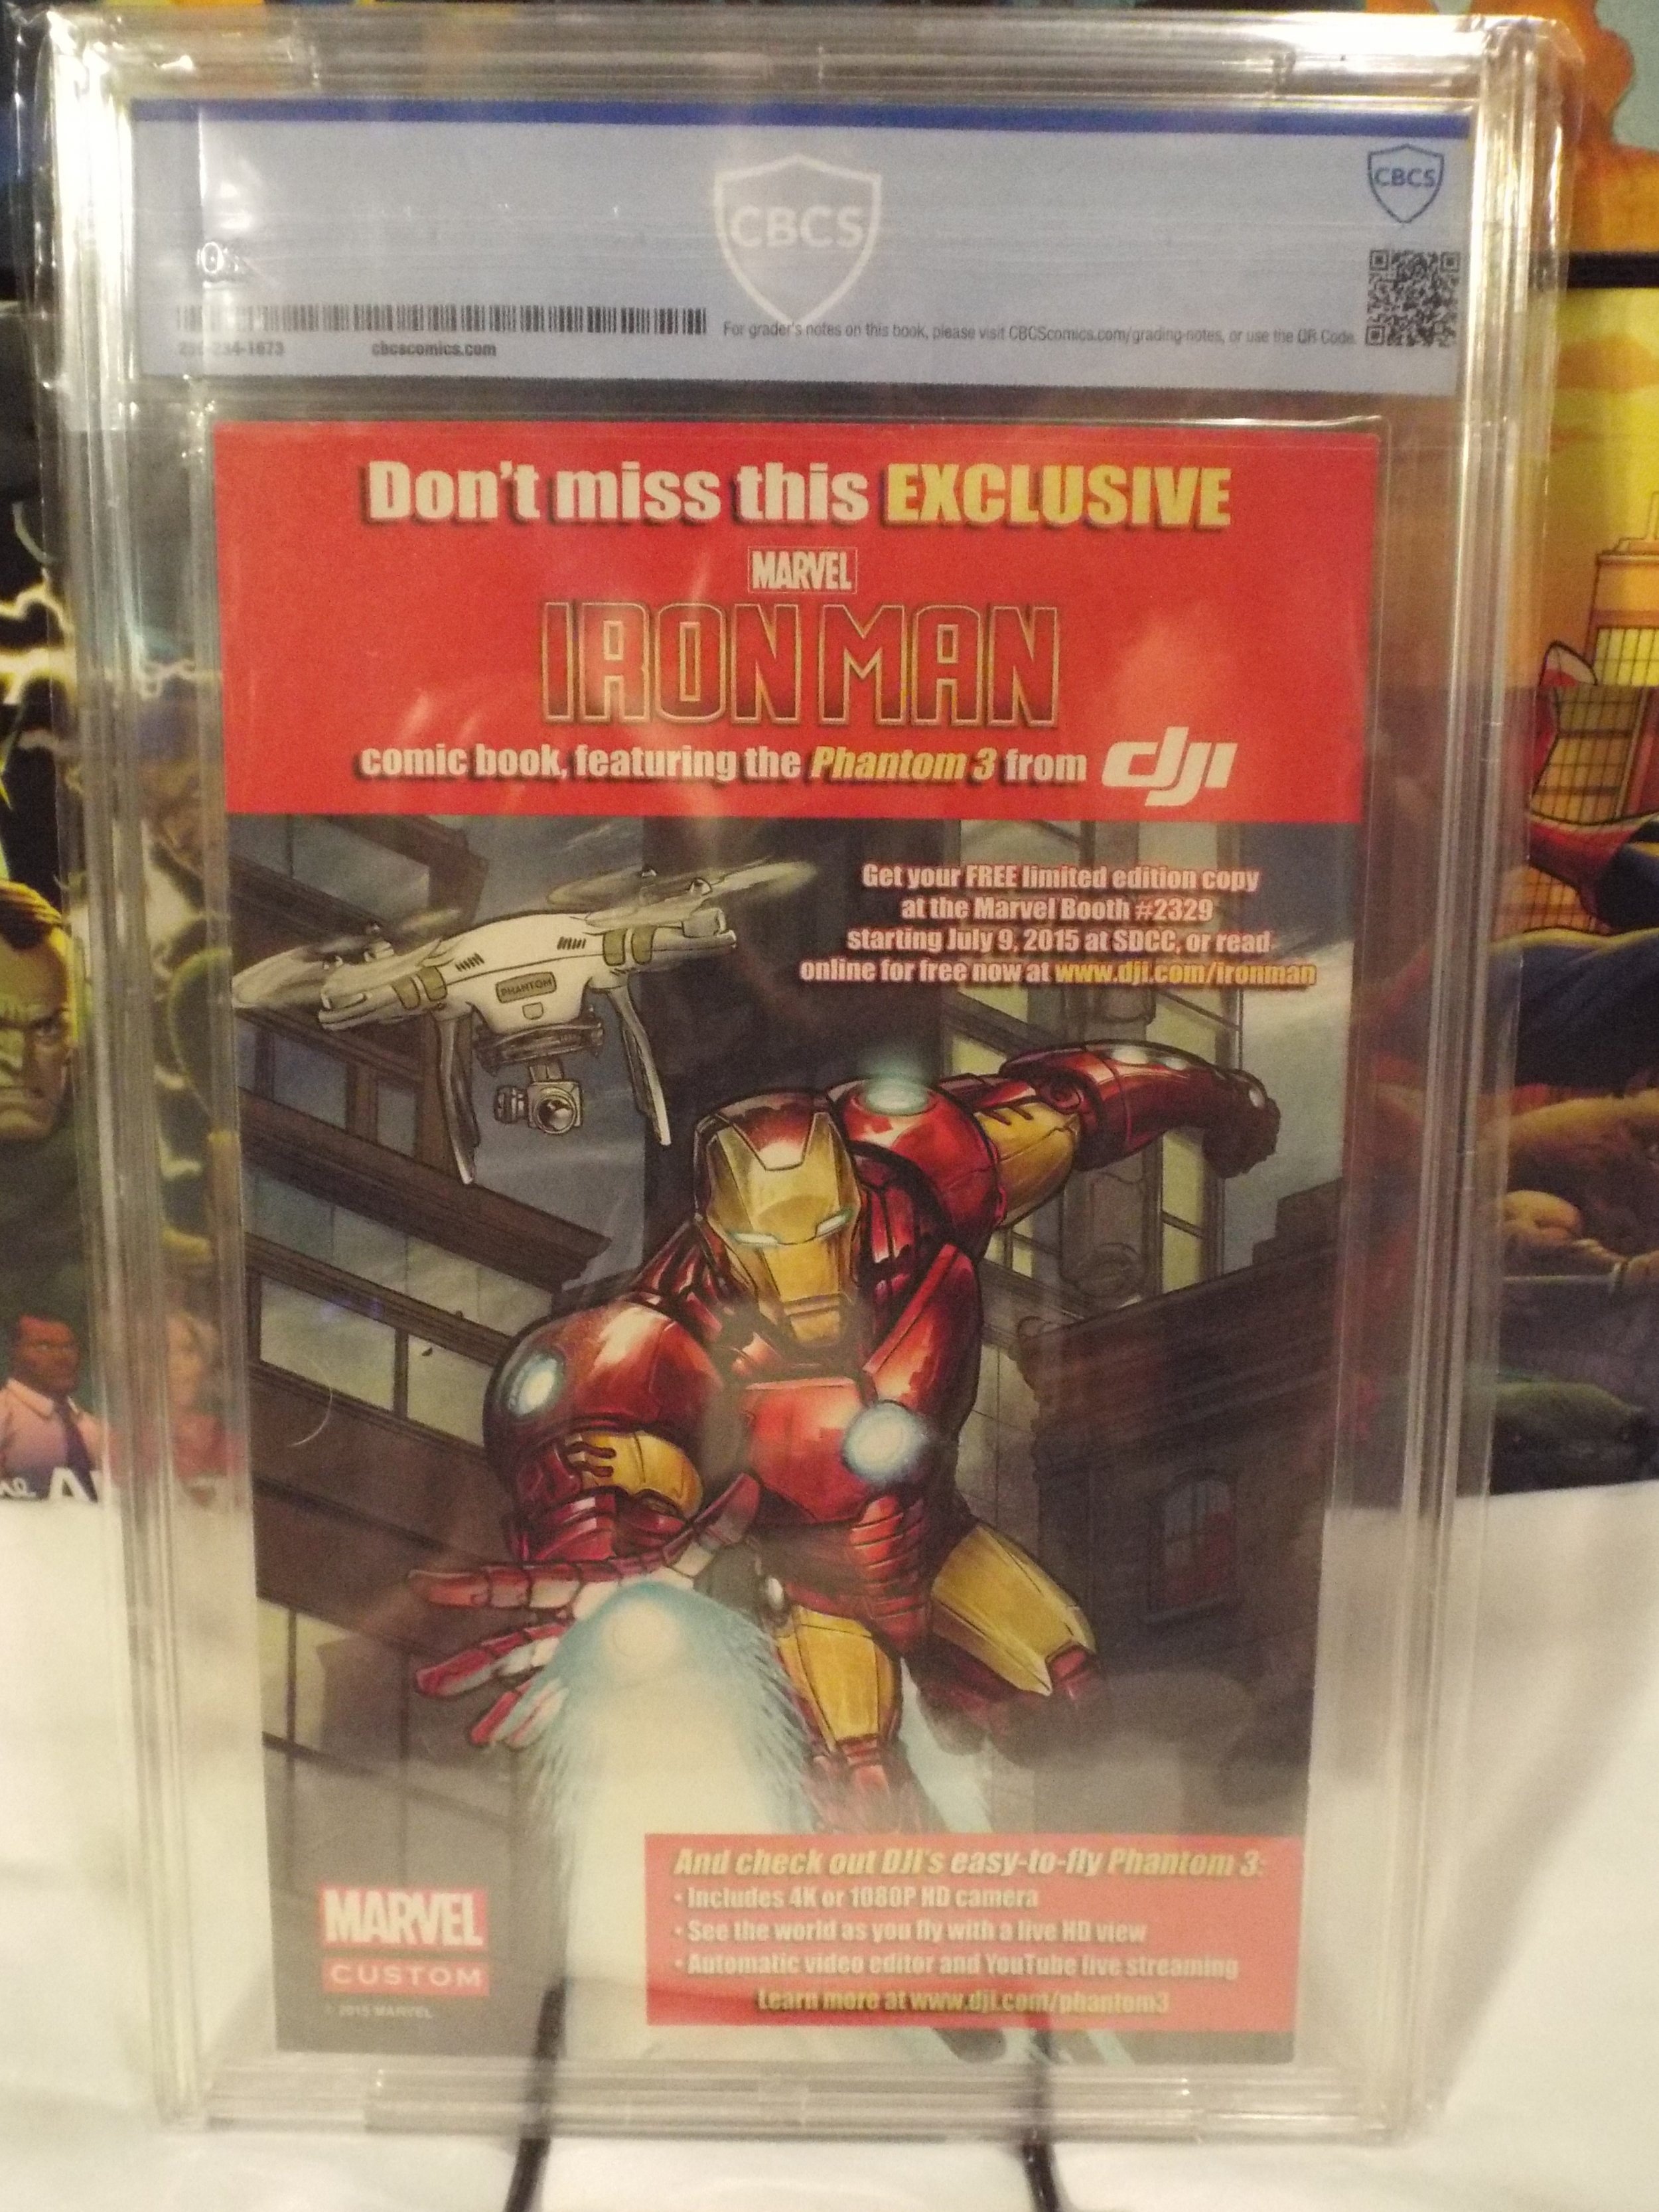 CBCS
CBCS
For grader's notes on this book, please visit CBCScomics.com/grading-notes, or use the QR Code.
cbcscomics.com
Don't miss this EXCLUSIVE
MARVEL
IRON MAN
comic book, featuring the Phantom 3 from dji
Get your FREE limited edition copy
at the Marvel Booth #2329
starting July 9, 2015 at SDCC, or read
online for free now at www.dji.com/ironman
PHANTOM
And check out DJI's easy-to-fly Phantom 3:
• Includes 4K or 1080P HD camera
• See the world as you fly with a live HD view
• Automatic video editor and YouTube live streaming
Learn more at www.dji.com/phantom3
MARVEL
CUSTOM
© 2015 MARVEL